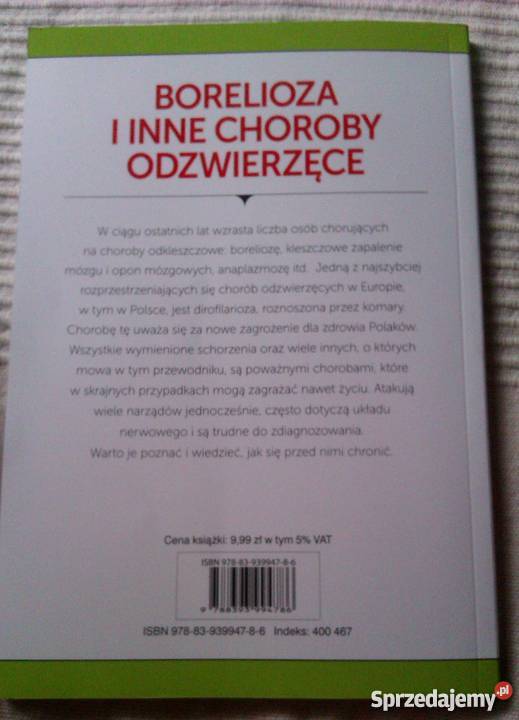 BORELIOZA
I INNE CHOROBY
ODZWIERZĘCE
W ciągu ostatnich lat wzrasta liczba osób chorujących
na choroby odkleszczowe: boreliozę, kleszczowe zapalenie
mózgu i opon mózgowych, anaplazmozę itd. Jedną z najszybciej
rozprzestrzeniających się chorób odzwierzęcych w Europie,
w tym w Polsce, jest dirofilarioza, roznoszona przez komary.
Chorobę tę uważa się za nowe zagrożenie dla zdrowia Polaków.
Wszystkie wymienione schorzenia oraz wiele innych, o których
mowa w tym przewodniku, są poważnymi chorobami, które
w skrajnych przypadkach mogą zagrażać nawet życiu. Atakują
wiele narządów jednocześnie, często dotyczą układu
nerwowego i są trudne do zdiagnozowania.
Warto je poznać i wiedzieć, jak się przed nimi chronić.
Cena książki: 9,99 zł w tym 5% VAT
ISBN 978-83-939947-8-6
9 788393 994786
ISBN 978-83-939947-8-6 Indeks: 400 467
Sprzedajemy.pl